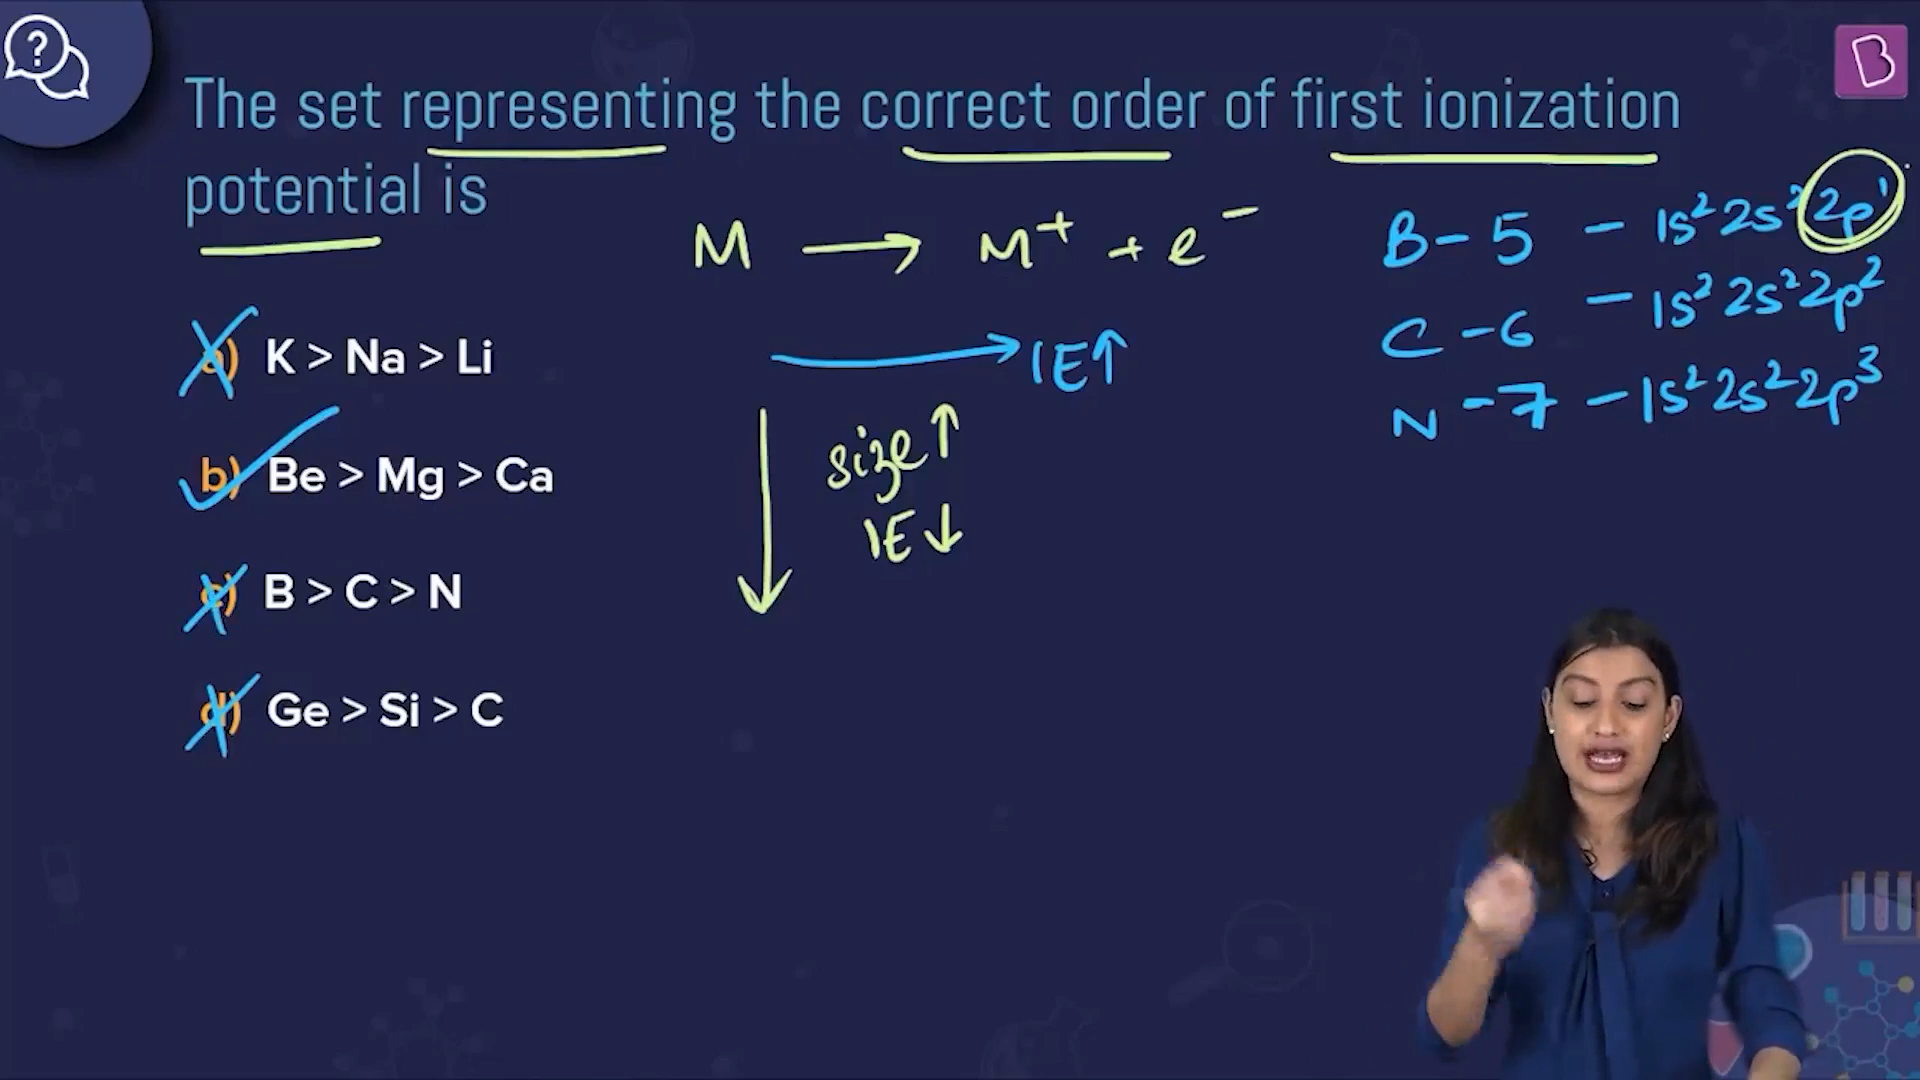 The set representing the correct order of first ionization
potential is
M → M⁺ + e⁻
B - 5 - 1s² 2s² 2p¹
C - 6 - 1s² 2s² 2p²
N - 7 - 1s² 2s² 2p³
a) K > Na > Li
IE↑
size↑
IE↓
b) Be > Mg > Ca
c) B > C > N
d) Ge > Si > C